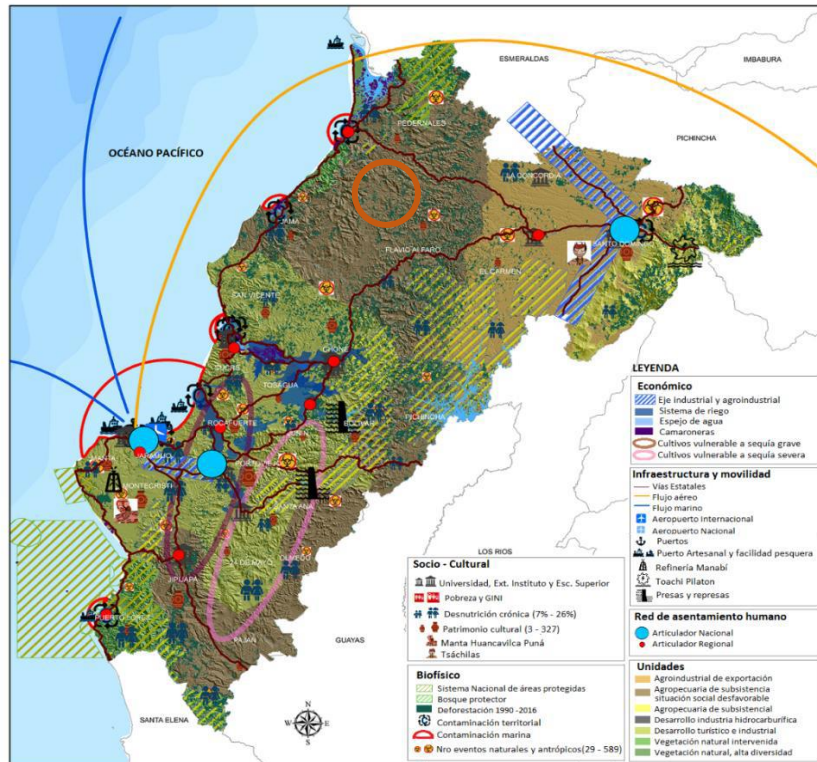 ESMERALDAS
IMBABURA
PICHINCHA
OCÉANO PACÍFICO
PEDERNALES
LA CONCORDIA
JAMA
FLAVIO ALFARO
SANTO DOMINGO
EL CARMEN
SAN VICENTE
CHONE
SUCRE
TOSAGUA
ROCAFUERTE
JUNIN
BOLIVAR
PICHINCHA
MANTA
JARAMIJO
PORTOVIEJO
MONTECRISTI
SANTA ANA
24 DE MAYO
OLMEDO
JIPIJAPA
PAJAN
PUERTO LOPEZ
LOS RIOS
GUAYAS
SANTA ELENA
N
W
E
S
LEYENDA
Económico
Eje industrial y agroindustrial
Sistema de riego
Espejo de agua
Camaroneras
Cultivos vulnerable a sequía grave
Cultivos vulnerable a sequía severa
Infraestructura y movilidad
Vías Estatales
Flujo aéreo
Flujo marino
Aeropuerto Internacional
Aeropuerto Nacional
Puertos
Puerto Artesanal y facilidad pesquera
Refinería Manabí
Toachi Pilaton
Presas y represas
Red de asentamiento humano
Articulador Nacional
Articulador Regional
Unidades
Agroindustrial de exportación
Agropecuaria de subsistencia
situación social desfavorable
Agropecuaria de subsistencial
Desarrollo industria hidrocarburífica
Desarrollo turístico e industrial
Vegetación natural intervenida
Vegetación natural, alta diversidad
Socio - Cultural
Universidad, Ext. Instituto y Esc. Superior
Pobreza y GINI
Desnutrición crónica (7% - 26%)
Patrimonio cultural (3 - 327)
Manta Huancavilca Puná
Tsáchilas
Biofísico
Sistema Nacional de áreas protegidas
Bosque protector
Deforestación 1990 -2016
Contaminación territorial
Contaminación marina
Nro eventos naturales y antrópicos(29 - 589)